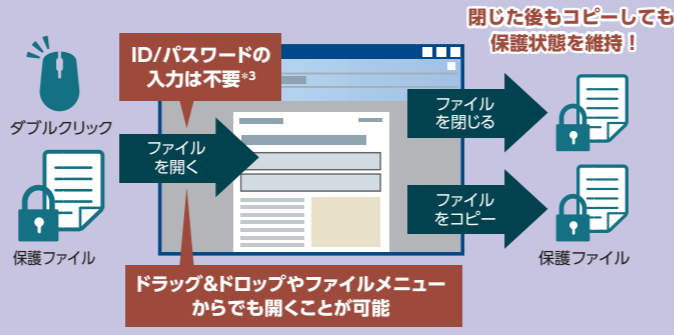 閉じた後もコピーしても
保護状態を維持！
ID/パスワードの
入力は不要*3
ダブルクリック
ファイル
を開く
ファイル
を閉じる
ファイル
をコピー
保護ファイル
保護ファイル
ドラッグ&ドロップやファイルメニュー
からでも開くことが可能